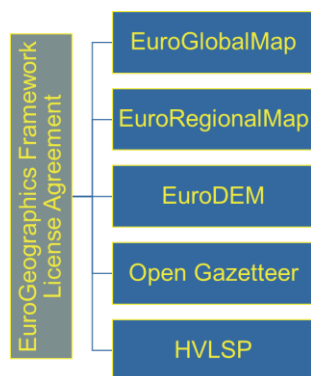 EuroGeographics Framework
License Agreement
EuroGlobalMap
EuroRegionalMap
EuroDEM
Open Gazetteer
HVLSP